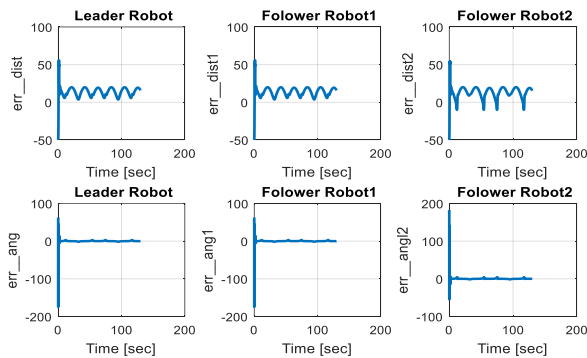 Leader Robot
Folower Robot1
Folower Robot2
err__dist
100
50
0
-50
0
100
200
Time [sec]
err__dist1
100
50
0
-50
0
100
200
Time [sec]
err__dist2
100
50
0
-50
0
100
200
Time [sec]
Leader Robot
Folower Robot1
Folower Robot2
err__ang
100
0
-100
-200
0
100
200
Time [sec]
err__ang1
100
0
-100
-200
0
100
200
Time [sec]
err__angl2
200
100
0
-100
0
100
200
Time [sec]